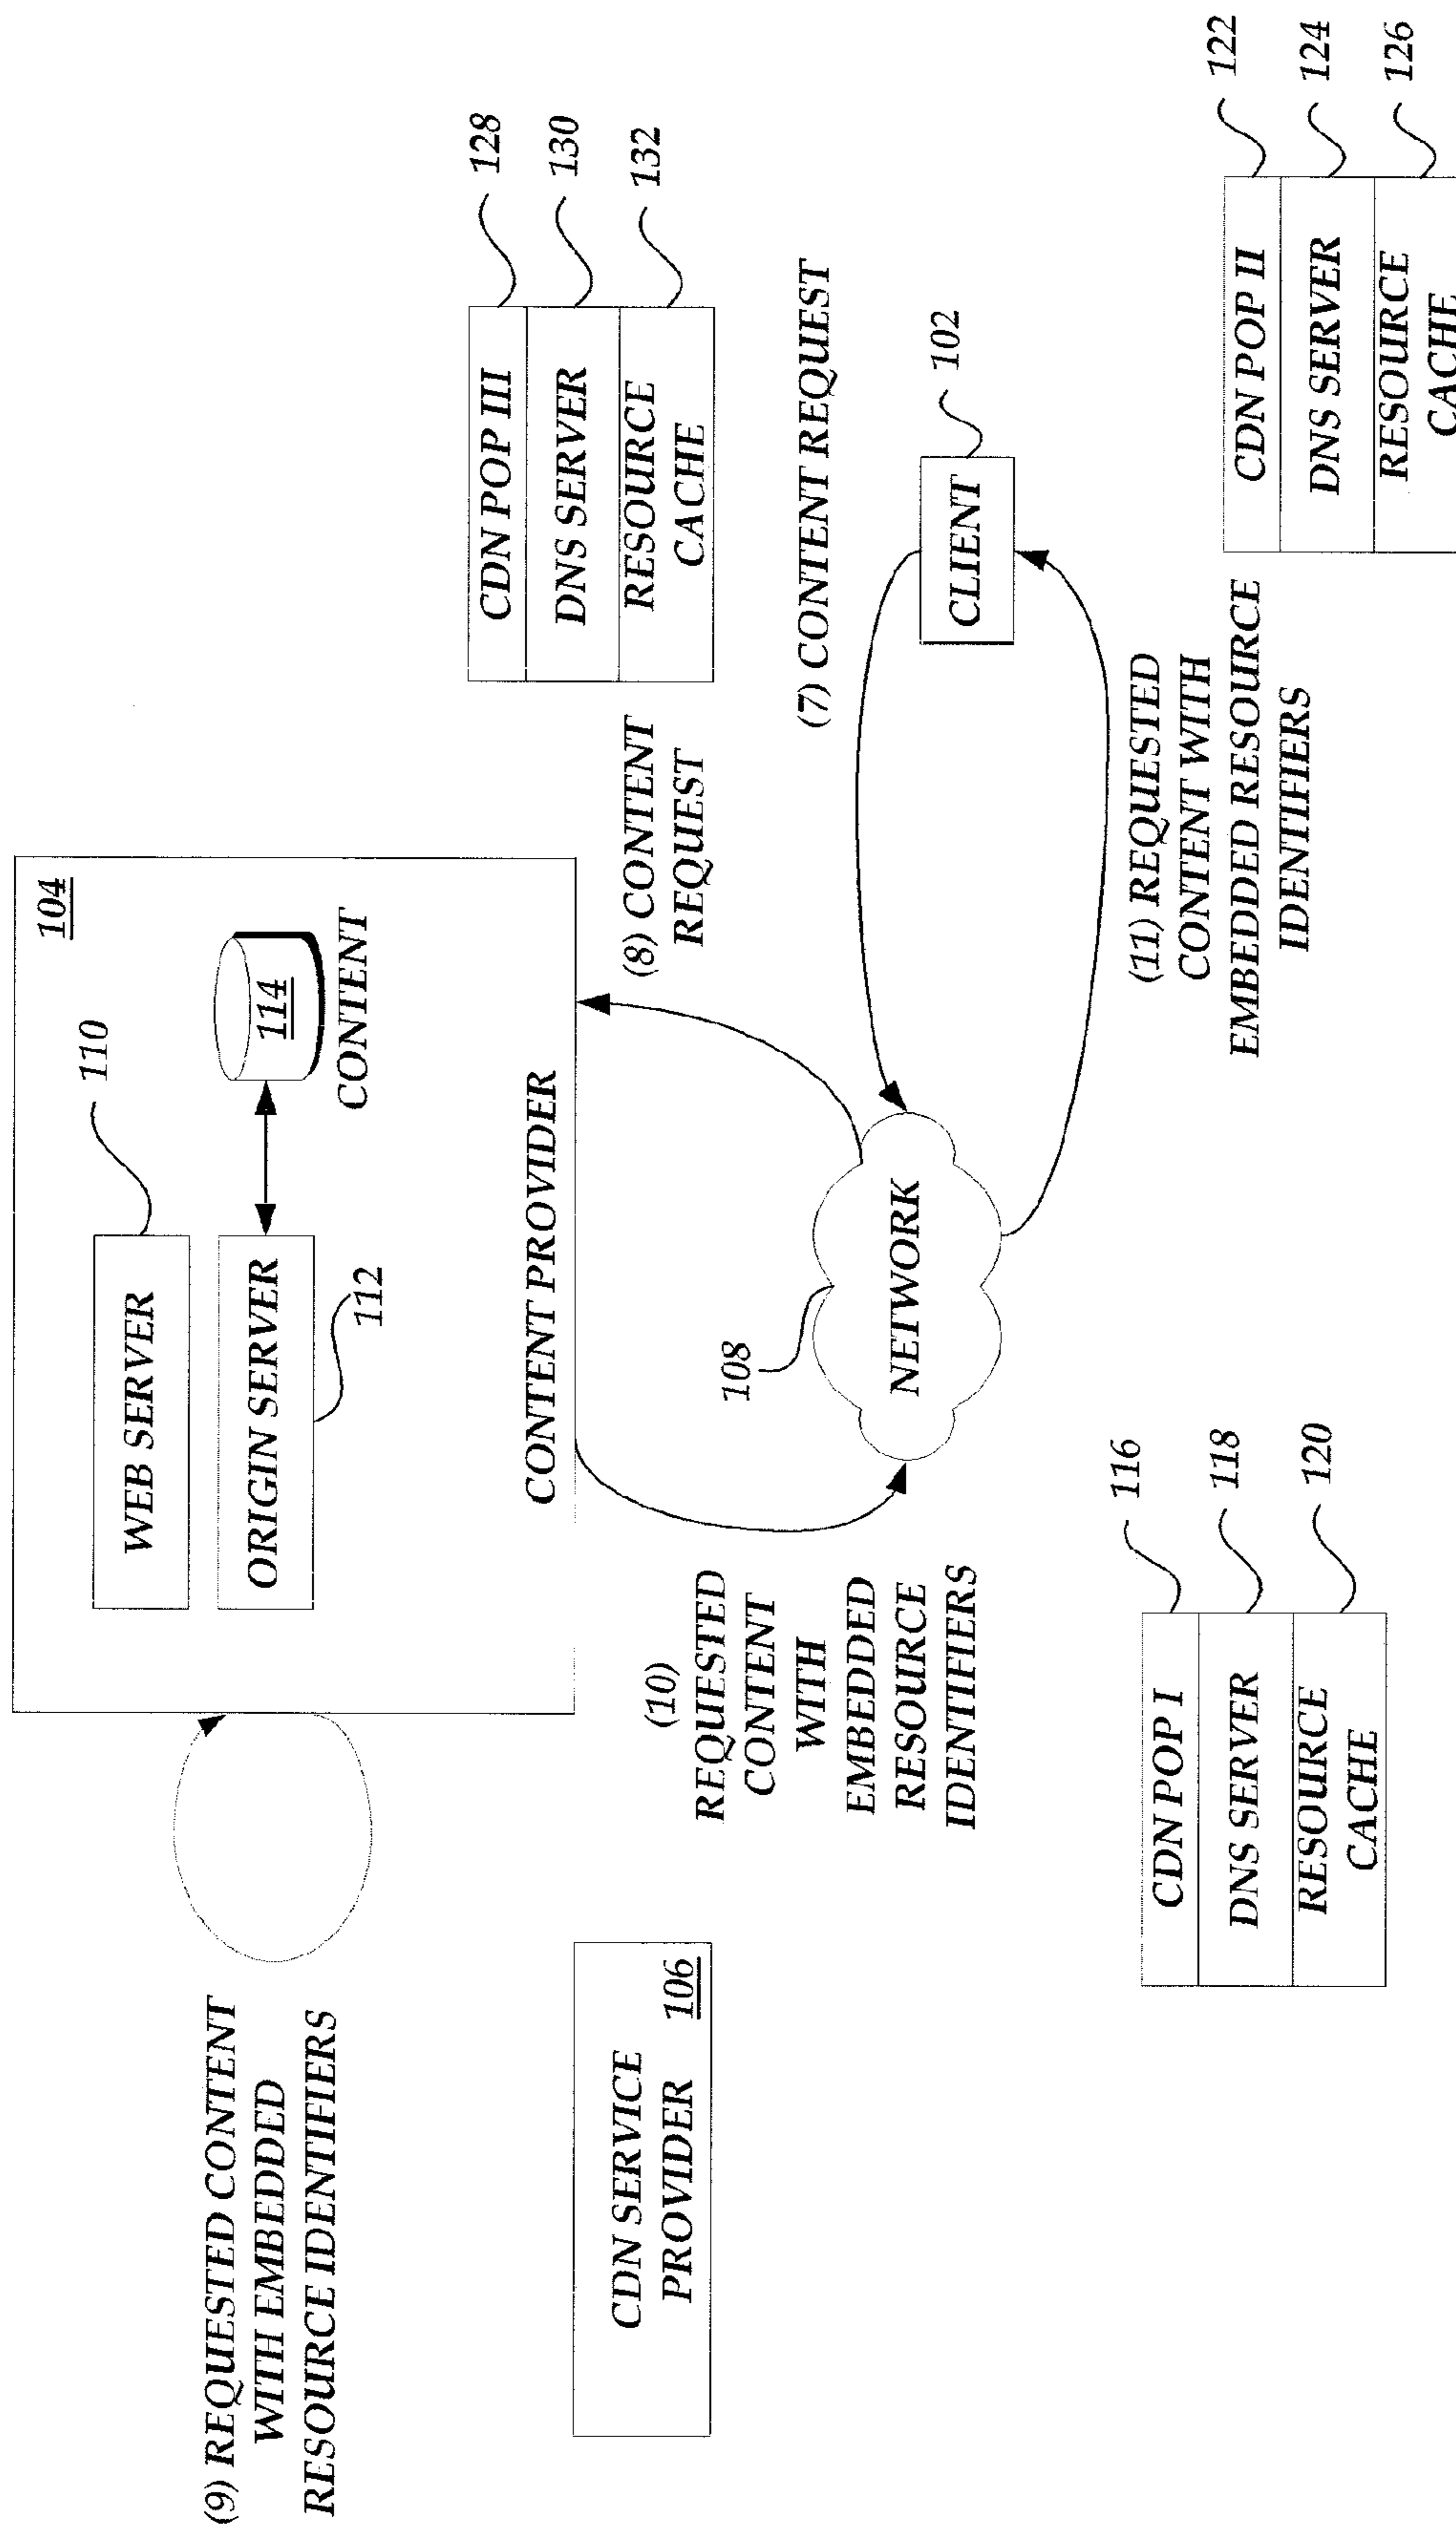 (9) REQUESTED CONTENT
WITH EMBEDDED
RESOURCE IDENTIFIERS
104
WEB SERVER
110
ORIGIN SERVER
112
114
CONTENT
CONTENT PROVIDER
CDN SERVICE
PROVIDER
106
(10)
REQUESTED
CONTENT
WITH
EMBEDDED
RESOURCE
IDENTIFIERS
(8) CONTENT
REQUEST
CDN POP III
128
DNS SERVER
130
RESOURCE
CACHE
132
108
NETWORK
(7) CONTENT REQUEST
CLIENT
102
(11) REQUESTED
CONTENT WITH
EMBEDDED RESOURCE
IDENTIFIERS
CDN POP I
116
DNS SERVER
118
RESOURCE
CACHE
120
CDN POP II
122
DNS SERVER
124
RESOURCE
CACHE
126